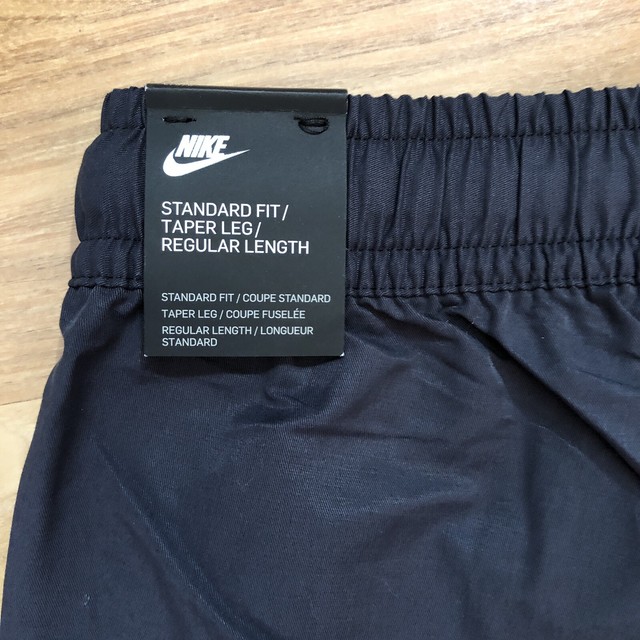 NIKE
STANDARD FIT/
TAPER LEG/
REGULAR LENGTH
STANDARD FIT / COUPE STANDARD
TAPER LEG / COUPE FUSELÉE
REGULAR LENGTH / LONGUEUR
STANDARD